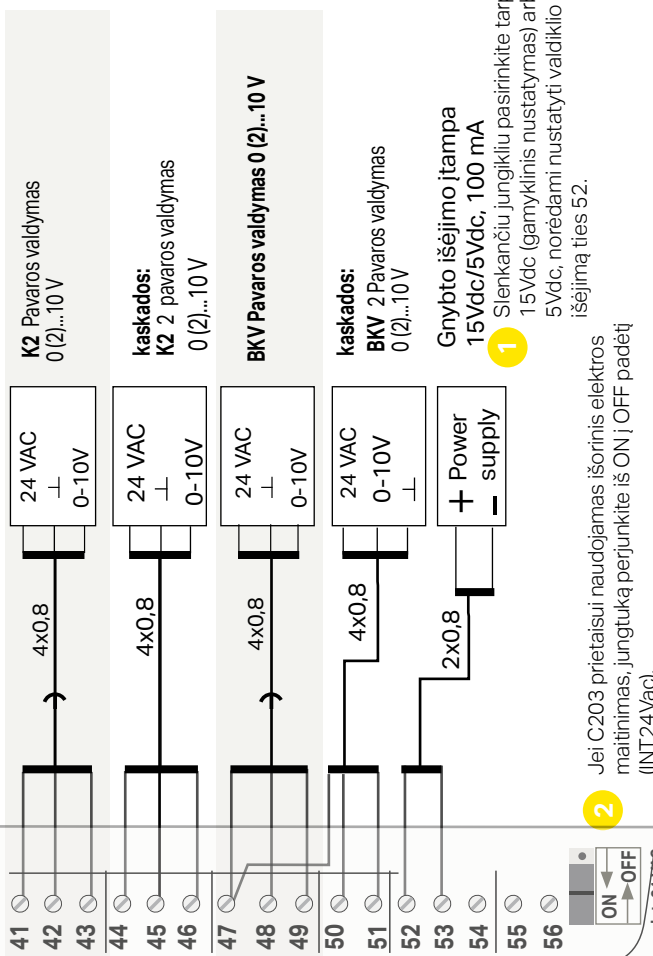 41
42
43
44
45
46
47
48
49
50
51
52
53
54
55
56
ON
OFF
4x0,8
24 VAC
⊥
0-10V
K2 Pavaros valdymas
0 (2)...10 V
4x0,8
24 VAC
⊥
0-10V
kaskados:
K2 2 pavaros valdymas
0 (2)...10 V
4x0,8
24 VAC
⊥
0-10V
BKV Pavaros valdymas 0 (2)...10 V
4x0,8
24 VAC
0-10V
⊥
kaskados:
BKV 2 Pavaros valdymas
0 (2)...10 V
2x0,8
+ Power
– supply
Gnybto išėjimo įtampa
15Vdc/5Vdc, 100 mA
1
Slenkančiu jungikliu pasirinkite tarp
15Vdc (gamyklinis nustatymas) arb
5Vdc, norėdami nustatyti valdiklio
išėjimą ties 52.
2
Jei C203 prietaisui naudojamas išorinis elektros
maitinimas, jungtuką perjunkite iš ON į OFF padėtį
(INT24Vac).